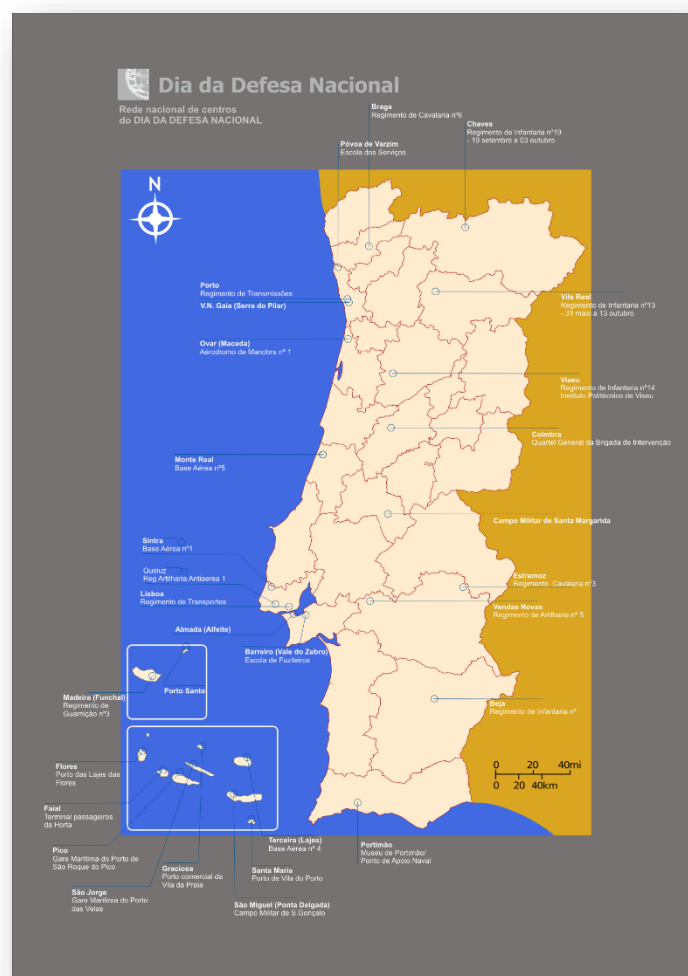 Dia da Defesa Nacional
Rede nacional de centros
do DIA DA DEFESA NACIONAL
Braga
Regimento de Cavalaria nº6
Chaves
Regimento de Infantaria nº19
- 19 setembro a 03 outubro
Póvoa de Varzim
Escola dos Serviços
N
Porto
Regimento de Transmissões
V.N. Gaia (Serra do Pilar)
Vila Real
Regimento de Infantaria nº13
- 31 maio a 13 outubro
Ovar (Maceda)
Aérodromo de Manobra nº 1
Viseu
Regimento de Infantaria nº14
Instituto Politécnico de Viseu
Coimbra
Quartel General da Brigada de Intervenção
Monte Real
Base Aérea nº5
Campo Militar de Santa Margarida
Sintra
Base Aérea nº1
Queluz
Reg Artilharia Antiaerea 1
Estremoz
Regimento Cavalaria nº3
Lisboa
Regimento de Transportes
Vendas Novas
Regimento de Artilharia nº 5
Almada (Alfeite)
Barreiro (Vale do Zebro)
Escola de Fuzileiros
Madeira (Funchal)
Regimento de
Guarnição nº3
Porto Santo
Beja
Regimento de Infantaria nº
0 20 40mi
0 20 40km
Flores
Porto das Lajes das
Flores
Faial
Terminal passageiros
da Horta
Pico
Gare Marítima do Porto de
São Roque do Pico
São Jorge
Gare Marítima do Porto
das Velas
Graciosa
Porto comercial da
Vila da Praia
Terceira (Lajes)
Base Aérea nº 4
Santa Maria
Porto de Vila do Porto
São Miguel (Ponta Delgada)
Campo Militar de S.Gonçalo
Portimão
Museu de Portimão/
Ponto de Apoio Naval